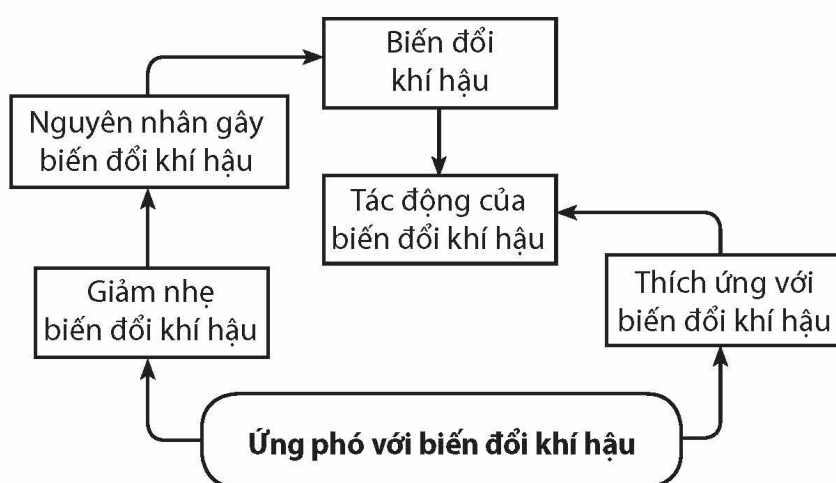 Biến đổi
khí hậu
Nguyên nhân gây
biến đổi khí hậu
Tác động của
biến đổi khí hậu
Giảm nhẹ
biến đổi khí hậu
Thích ứng với
biến đổi khí hậu
Ứng phó với biến đổi khí hậu